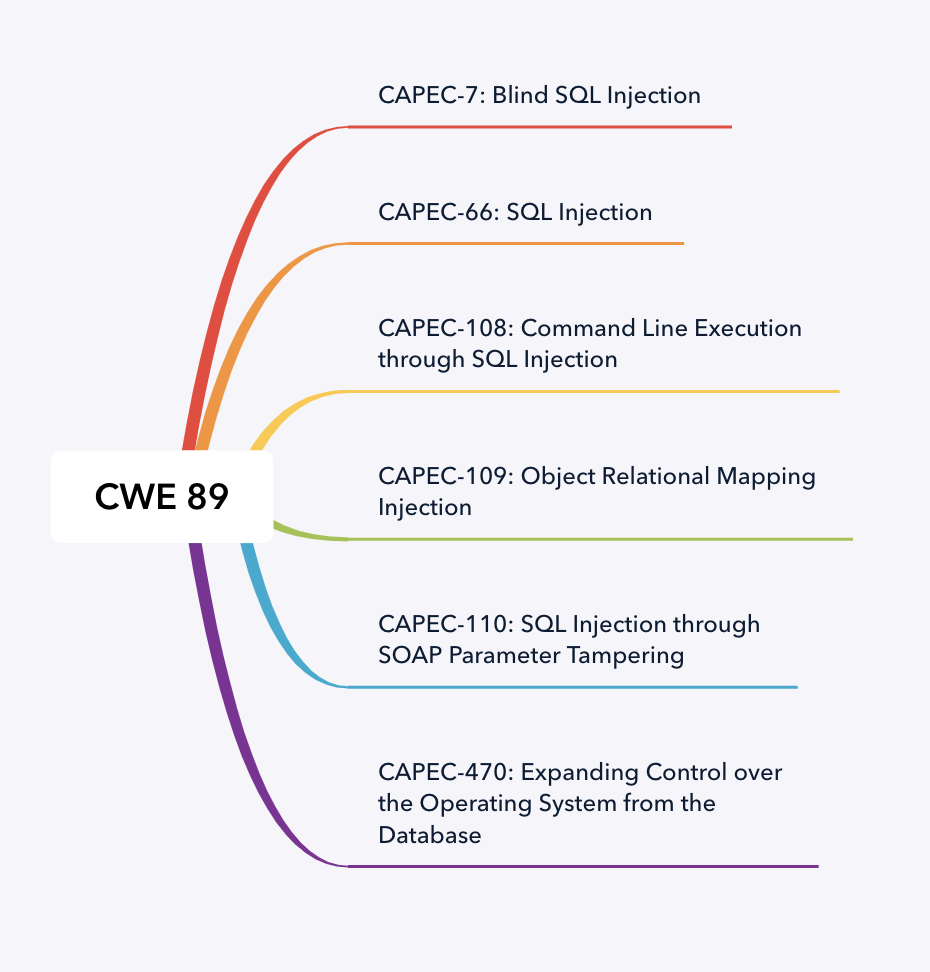 CAPEC-7: Blind SQL Injection
CAPEC-66: SQL Injection
CAPEC-108: Command Line Execution
through SQL Injection
CWE 89
CAPEC-109: Object Relational Mapping
Injection
CAPEC-110: SQL Injection through
SOAP Parameter Tampering
CAPEC-470: Expanding Control over
the Operating System from the
Database